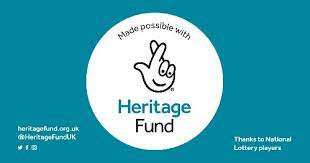 Made possible with
Heritage
Fund
heritagefund.org.uk
@HeritageFundUK
Thanks to National
Lottery players